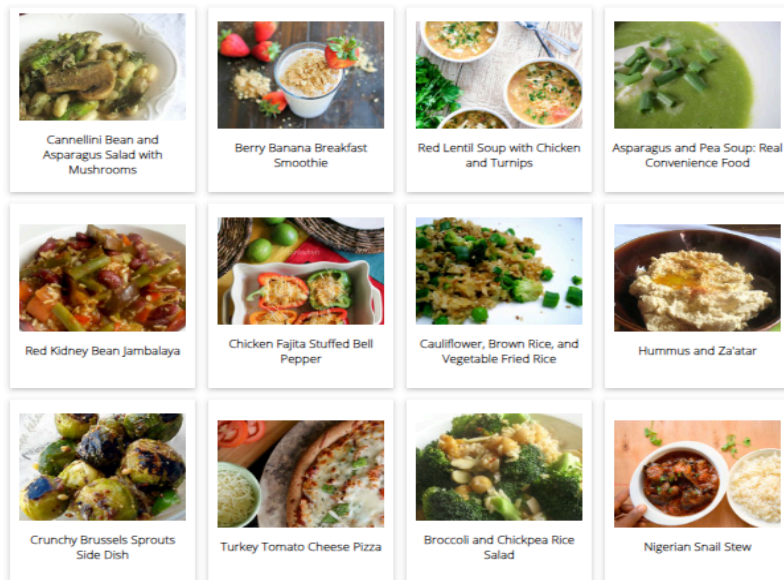 Cannellini Bean and
Asparagus Salad with
Mushrooms
Berry Banana Breakfast
Smoothie
Red Lentil Soup with Chicken
and Turnips
Asparagus and Pea Soup: Real
Convenience Food
Red Kidney Bean Jambalaya
Chicken Fajita Stuffed Bell
Pepper
Cauliflower, Brown Rice, and
Vegetable Fried Rice
Hummus and Za'atar
Crunchy Brussels Sprouts
Side Dish
Turkey Tomato Cheese Pizza
Broccoli and Chickpea Rice
Salad
Nigerian Snail Stew